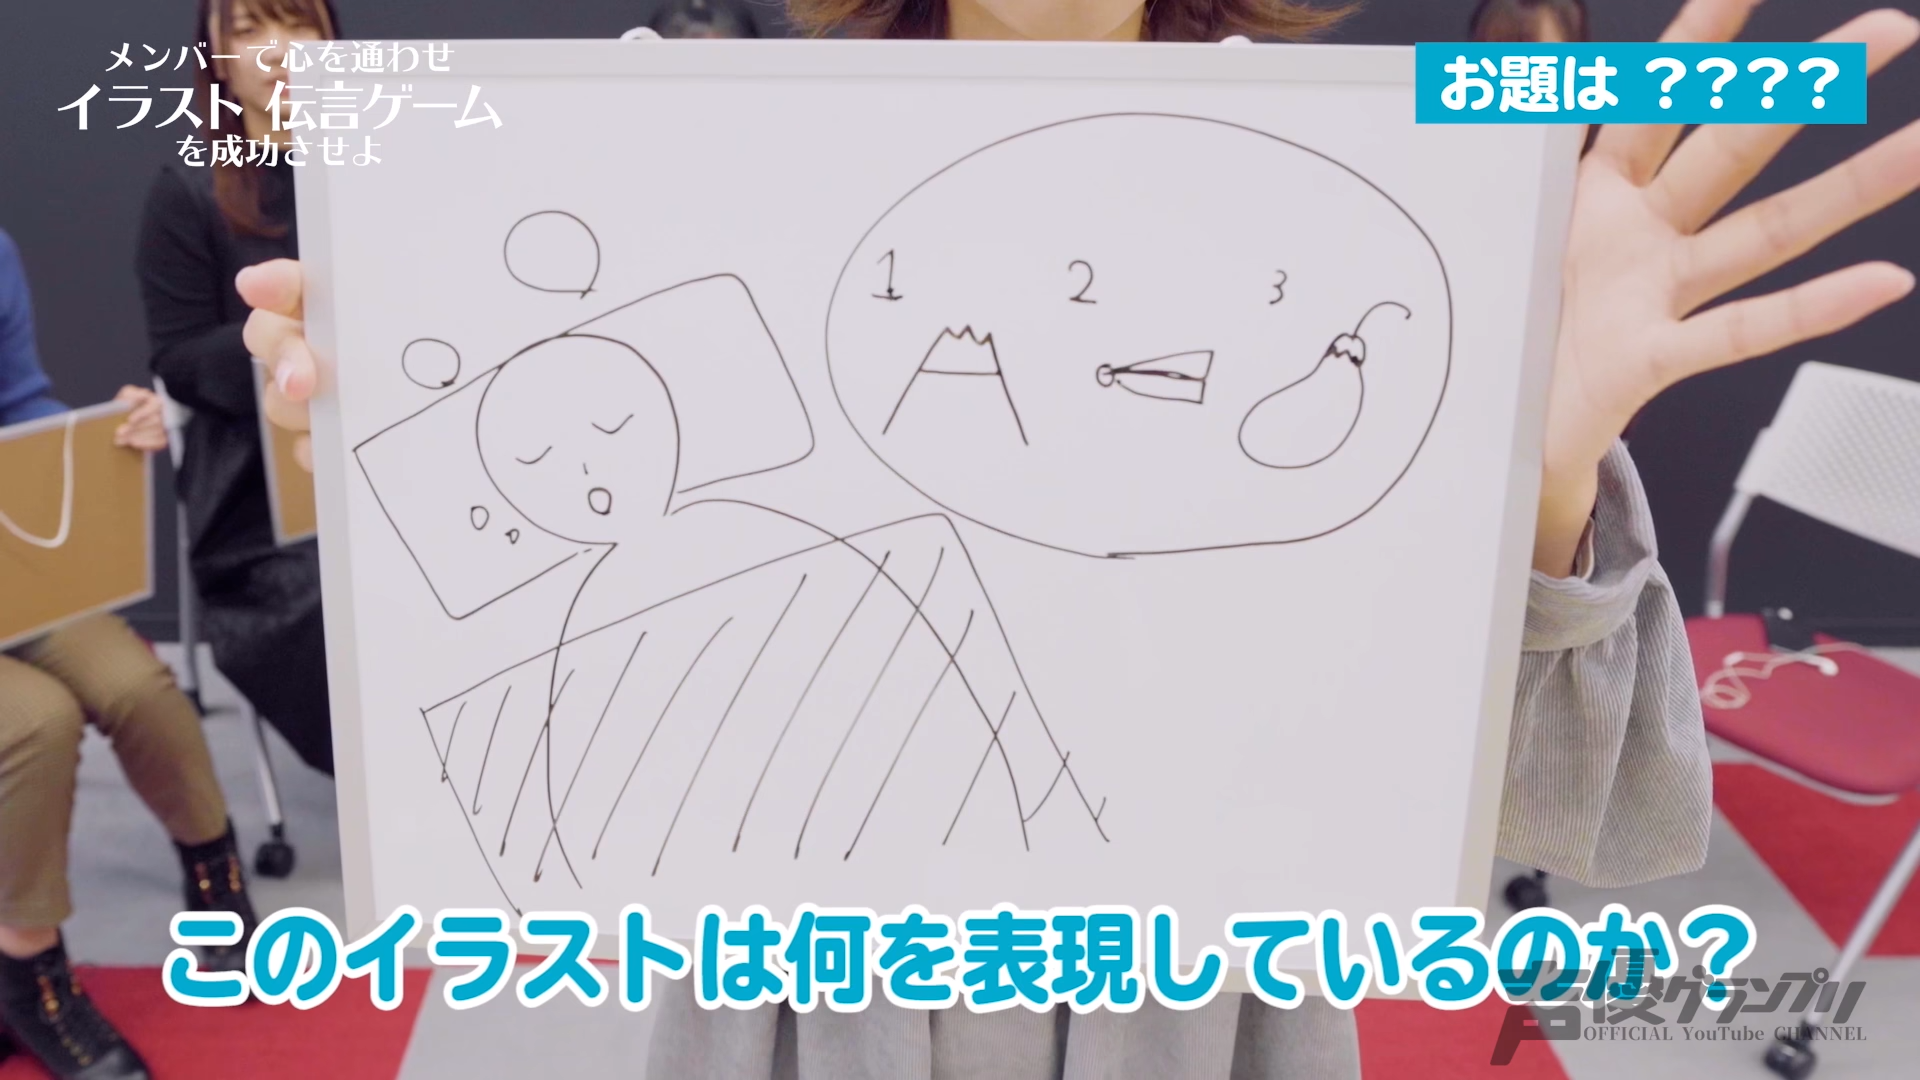 メンバーで心を通わせ
イラスト 伝言ゲーム
を成功させよ
お題は ????
1 2 3
このイラストは何を表現しているのか?
声優グランプリ
OFFICIAL YouTube CHANNEL